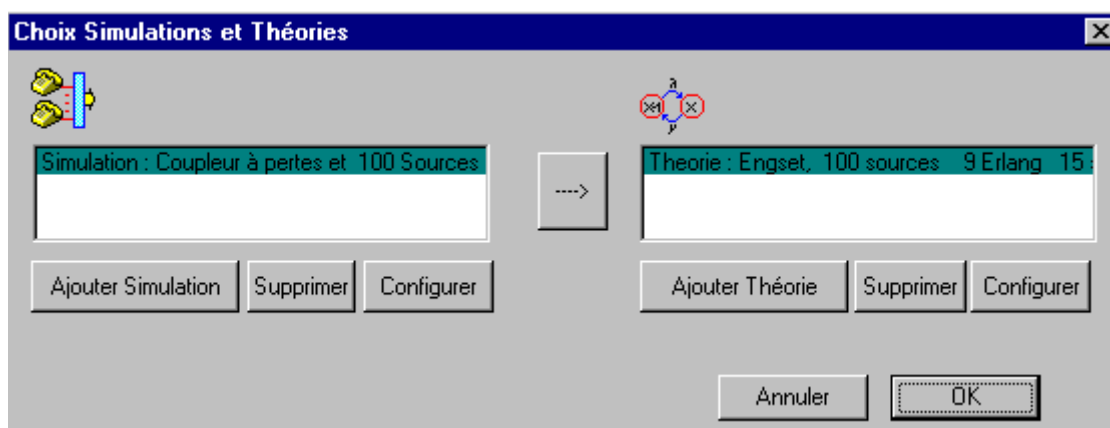 Choix Simulations et Théories
Simulation : Coupleur à pertes et 100 Sources
---->
Theorie : Engset, 100 sources 9 Erlang 15
Ajouter Simulation Supprimer Configurer
Ajouter Théorie Supprimer Configurer
Annuler OK